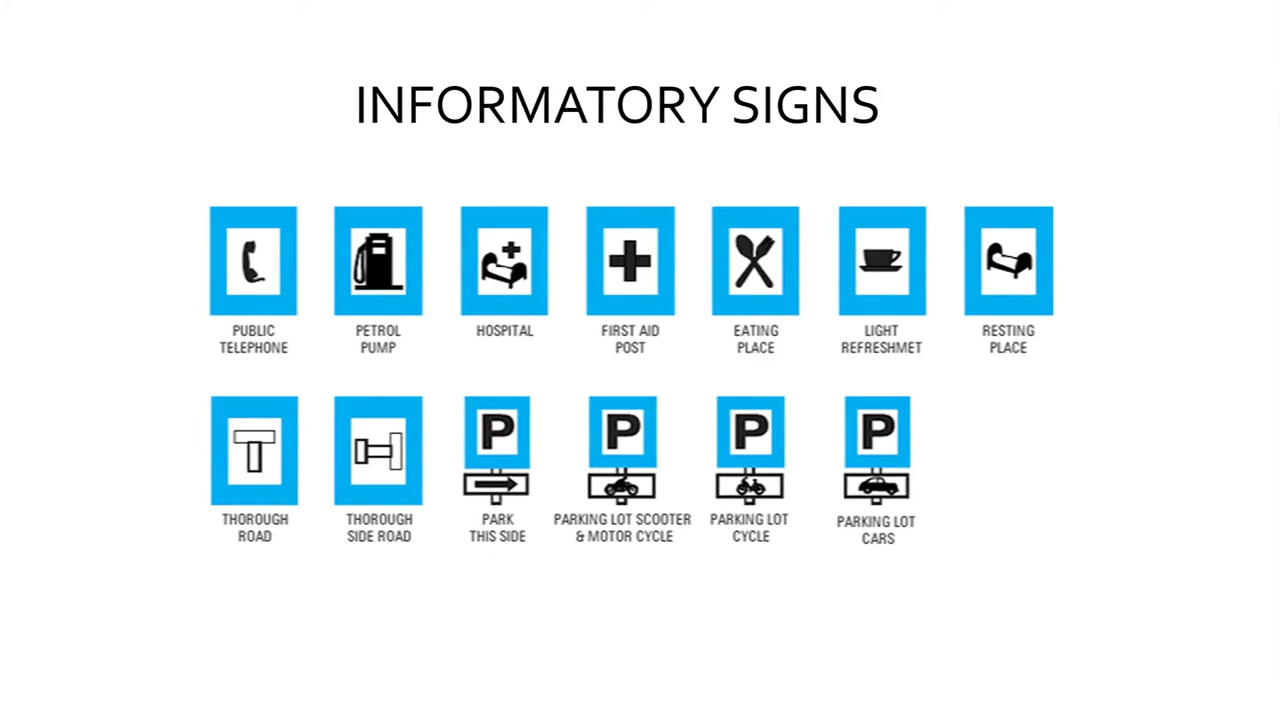 INFORMATORY SIGNS
PUBLIC
TELEPHONE
PETROL
PUMP
HOSPITAL
FIRST AID
POST
EATING
PLACE
LIGHT
REFRESHMET
RESTING
PLACE
THOROUGH
ROAD
THOROUGH
SIDE ROAD
P
PARK
THIS SIDE
P
PARKING LOT SCOOTER
& MOTOR CYCLE
P
PARKING LOT
CYCLE
P
PARKING LOT
CARS